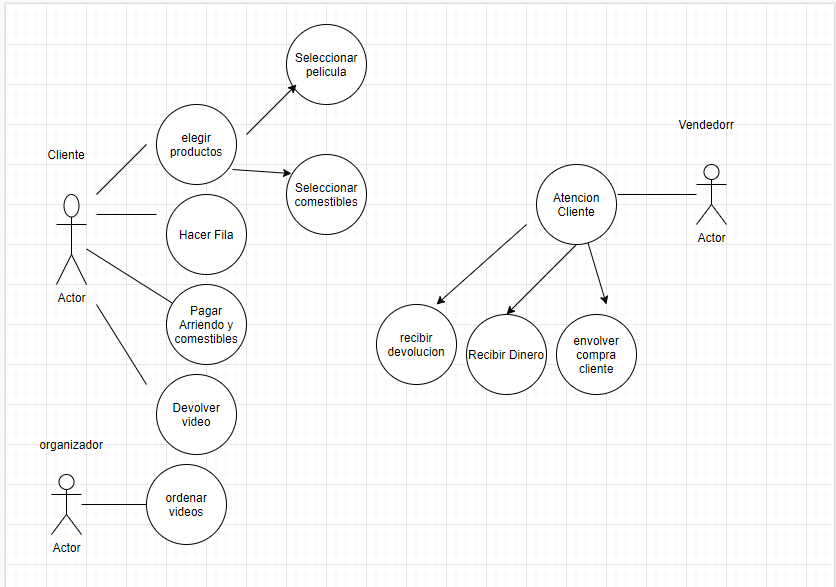 Seleccionar
pelicula
elegir
productos
Vendedorr
Cliente
Seleccionar
comestibles
Atencion
Cliente
Hacer Fila
Actor
Actor
Pagar
Arriendo y
comestibles
recibir
devolucion
Recibir Dinero
envolver
compra
cliente
Devolver
video
organizador
ordenar
videos
Actor